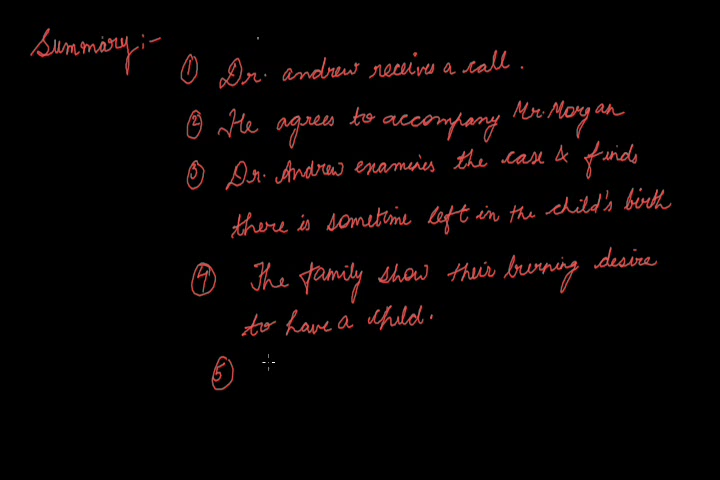 Summary:-
① Dr. andrew receives a call.
② He agrees to accompany Mr. Morgan
③ Dr. Andrew examines the case & finds
there is sometime left in the child's birth
④ The family show their burning desire
to have a child.
⑤